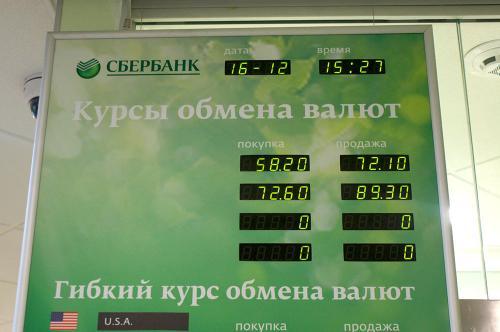 СБЕРБАНК дата время
16-12 15:27
Курсы обмена валют
покупка продажа
58.20 72.10
72.60 89.30
0 0
0 0
Гибкий курс обмена валют
U.S.A. покупка продажа